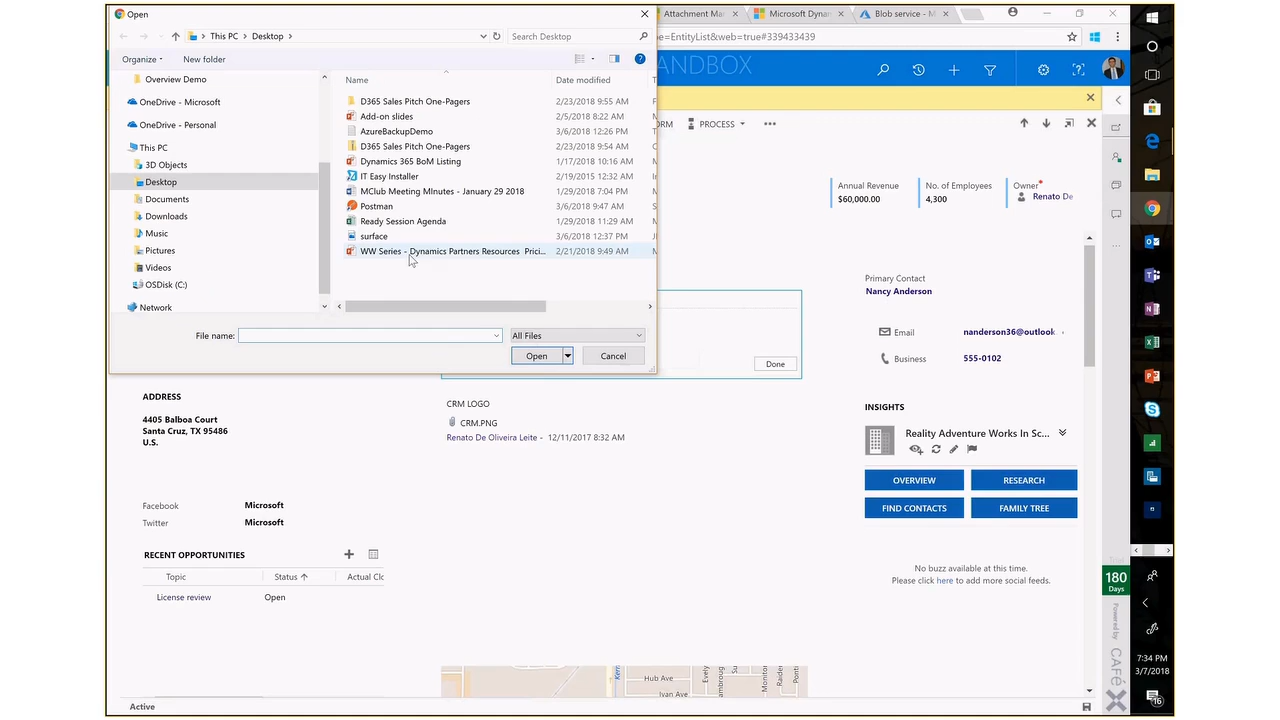 Open
Attachment Ma
Microsoft Dyna
Blob service - M
This PC
Desktop
Search Desktop
e=EntityList&web=true#339433439
Organize
New folder
ANDBOX
Overview Demo
OneDrive - Microsoft
OneDrive - Personal
This PC
3D Objects
Desktop
Documents
Downloads
Music
Pictures
Videos
OSDisk (C:)
Network
Name
Date modified
D365 Sales Pitch One-Pagers 2/23/2018 9:55 AM
Add-on slides 2/5/2018 8:22 AM
AzureBackupDemo 3/6/2018 12:26 PM
D365 Sales Pitch One-Pagers 2/23/2018 9:54 AM
Dynamics 365 BoM Listing 1/17/2018 10:16 AM
IT Easy Installer 2/19/2015 12:32 AM
MClub Meeting MInutes - January 29 2018 1/29/2018 7:04 PM
Postman 3/6/2018 9:47 AM
Ready Session Agenda 1/29/2018 11:29 AM
surface 3/6/2018 12:37 PM
WW Series - Dynamics Partners Resources Prici... 2/21/2018 9:49 AM
File name:
All Files
Open
Cancel
ORM
PROCESS
Annual Revenue
$60,000.00
No. of Employees
4,300
Owner*
Renato De
Primary Contact
Nancy Anderson
Email nanderson36@outlook
Business 555-0102
Done
ADDRESS
4405 Balboa Court
Santa Cruz, TX 95486
U.S.
CRM LOGO
CRM.PNG
Renato De Oliveira Leite - 12/11/2017 8:32 AM
INSIGHTS
Reality Adventure Works In Sc...
OVERVIEW
RESEARCH
FIND CONTACTS
FAMILY TREE
Facebook Microsoft
Twitter Microsoft
RECENT OPPORTUNITIES
Topic Status Actual Clo
License review Open
No buzz available at this time.
Please click here to add more social feeds.
180
Days
Powered by
CAFÉ
X
Hub Ave
Ivan Ave
Active
7:34 PM
3/7/2018
16